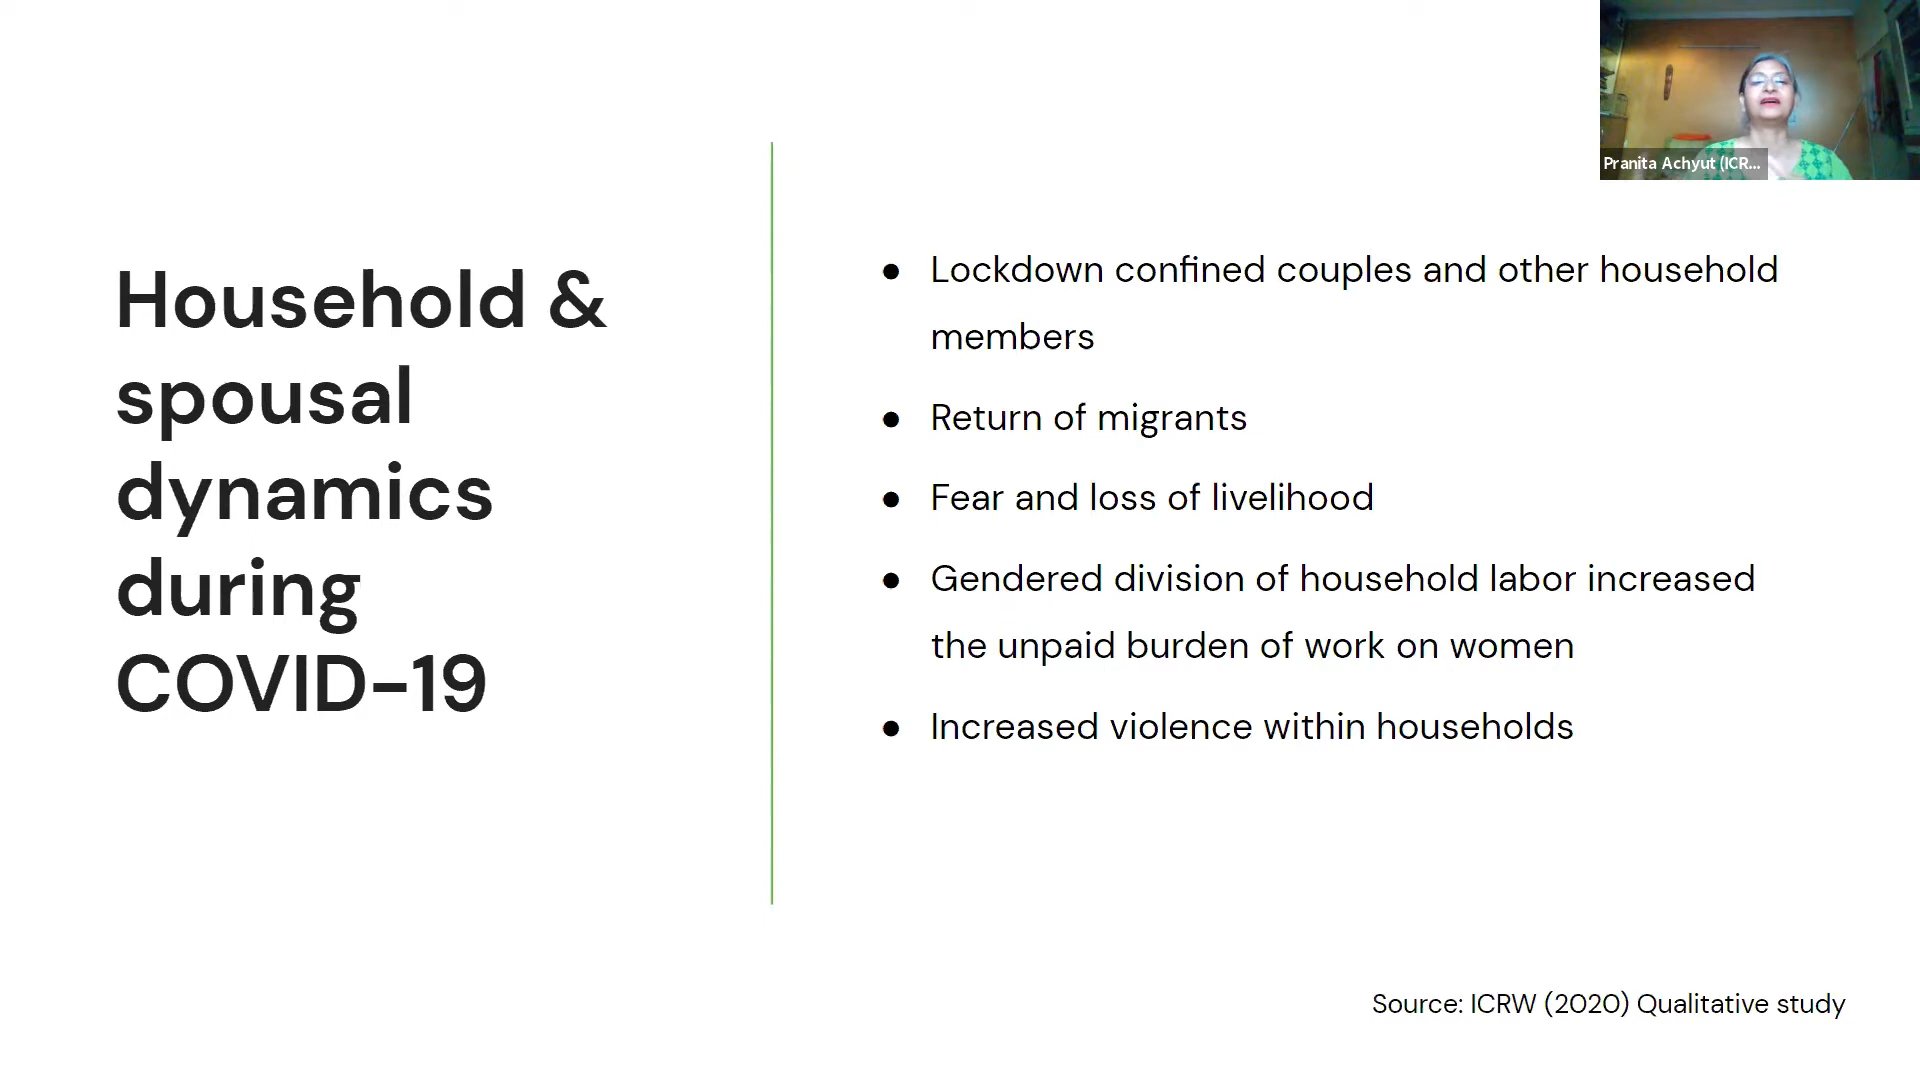 Pranita Achyut (ICR...
Household &
spousal
dynamics
during
COVID-19
● Lockdown confined couples and other household
members
● Return of migrants
● Fear and loss of livelihood
● Gendered division of household labor increased
the unpaid burden of work on women
● Increased violence within households
Source: ICRW (2020) Qualitative study